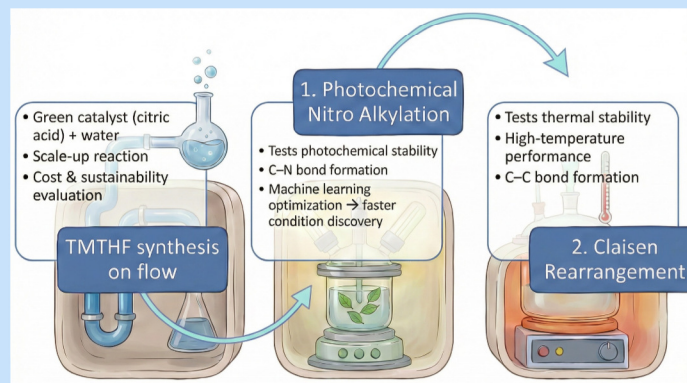 • Green catalyst (citric
acid) + water
• Scale-up reaction
• Cost & sustainability
evaluation
TMTHF synthesis
on flow
1. Photochemical
Nitro Alkylation
• Tests photochemical stability
• C–N bond formation
• Machine learning
optimization → faster
condition discovery
• Tests thermal stability
• High-temperature
performance
• C–C bond formation
2. Claisen
Rearrangement